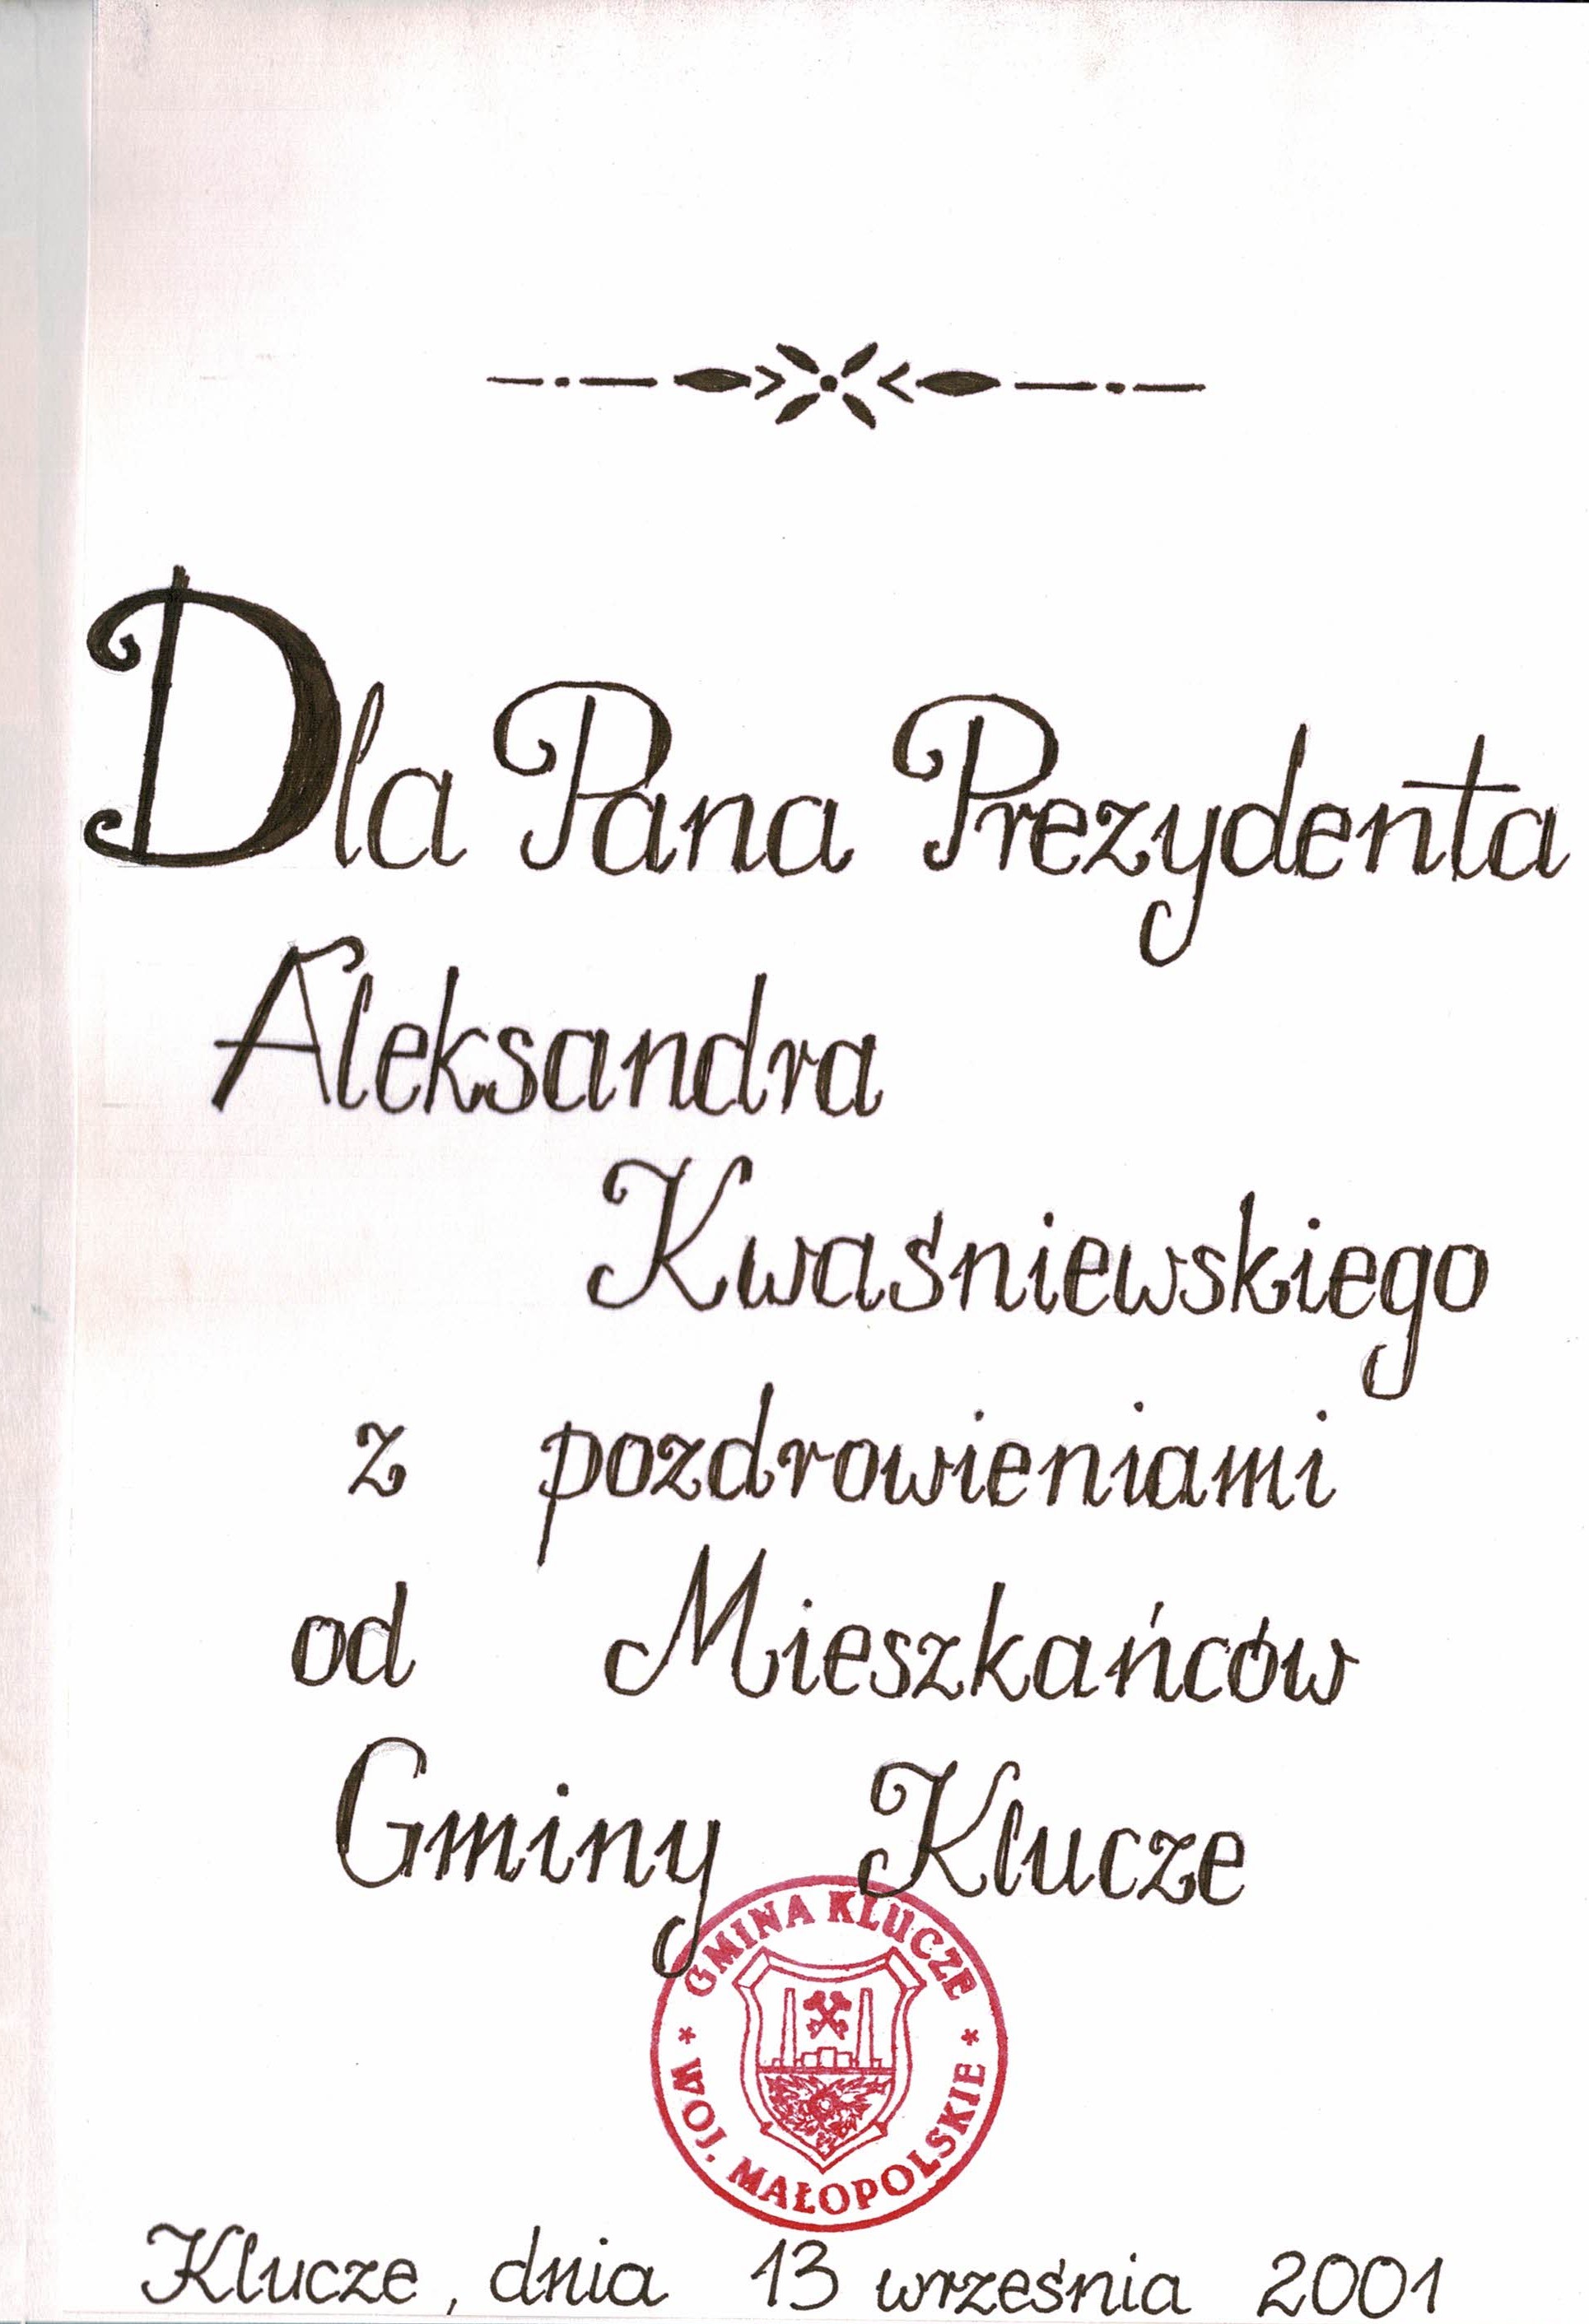 Dla Pana Prezydenta
Aleksandra
Kwaśniewskiego
z pozdrowieniami
od Mieszkańców
Gminy Klucze
* GMINA KLUCZE *
WOJ. MAŁOPOLSKIE
Klucze, dnia 13 września 2001